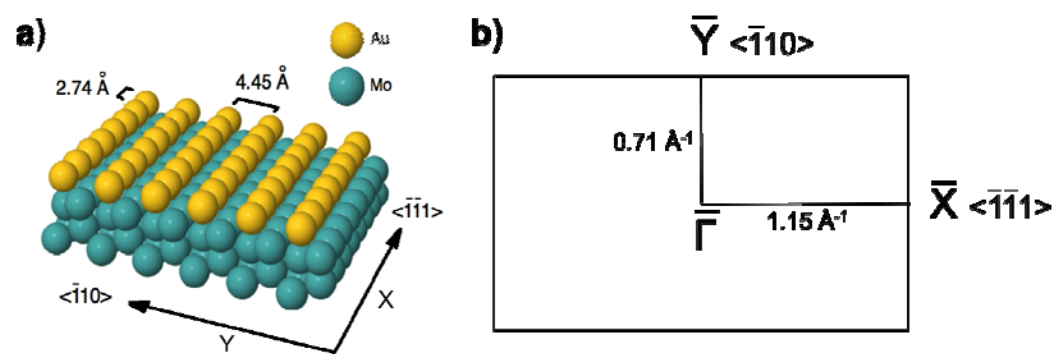 a)
Au
Mo
2.74 Å
4.45 Å
<1̄1̄1>
<1̄10>
X
Y
b)
Y̅ <1̄10>
0.71 Å⁻¹
X̅ <1̄1̄1>
Γ̅
1.15 Å⁻¹